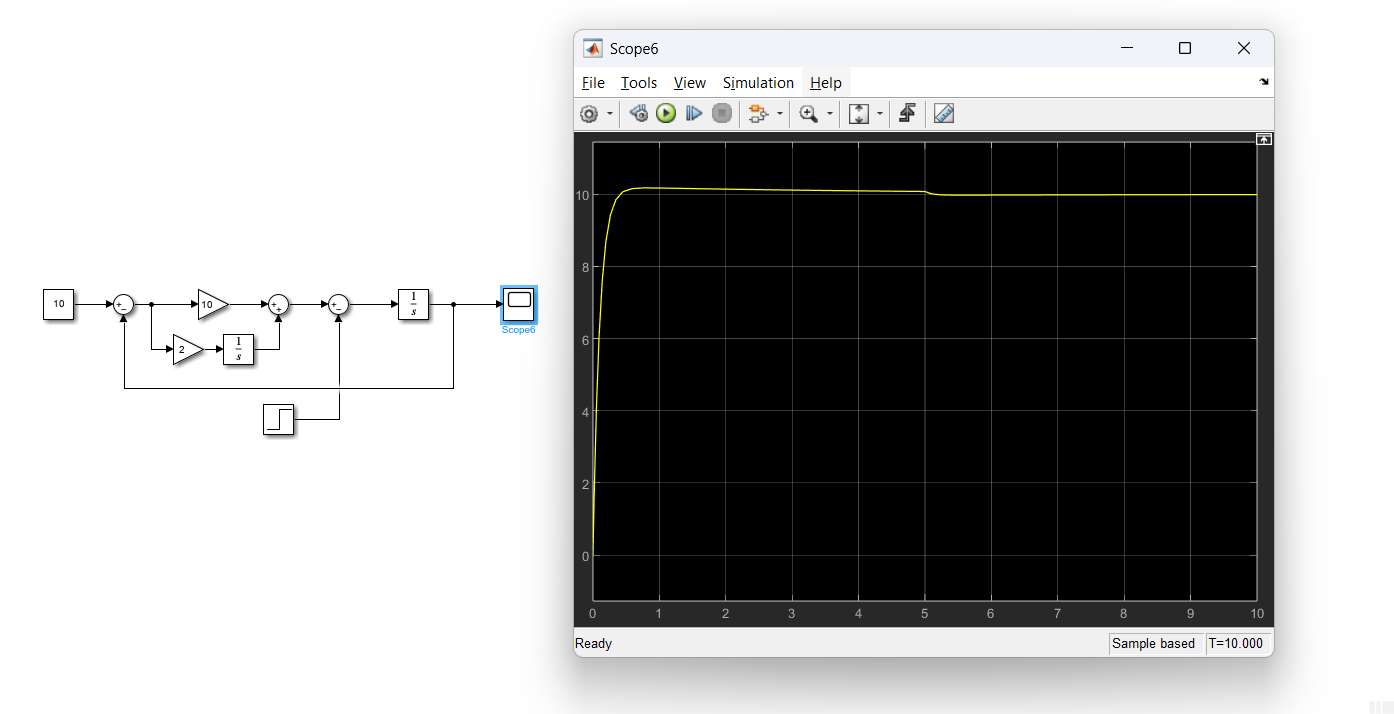 Scope6
File Tools View Simulation Help
10
8
6
4
2
0
0 1 2 3 4 5 6 7 8 9 10
Ready Sample based T=10.000
10 + − 10 + + + − 1 s
2 1 s
Scope6